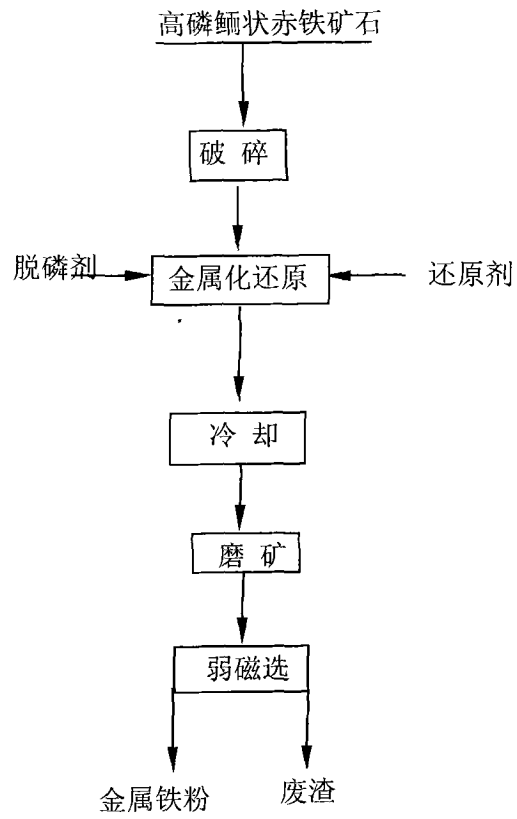 高磷鲕状赤铁矿石
破 碎
脱磷剂
金属化还原
还原剂
冷 却
磨 矿
弱磁选
金属铁粉
废渣